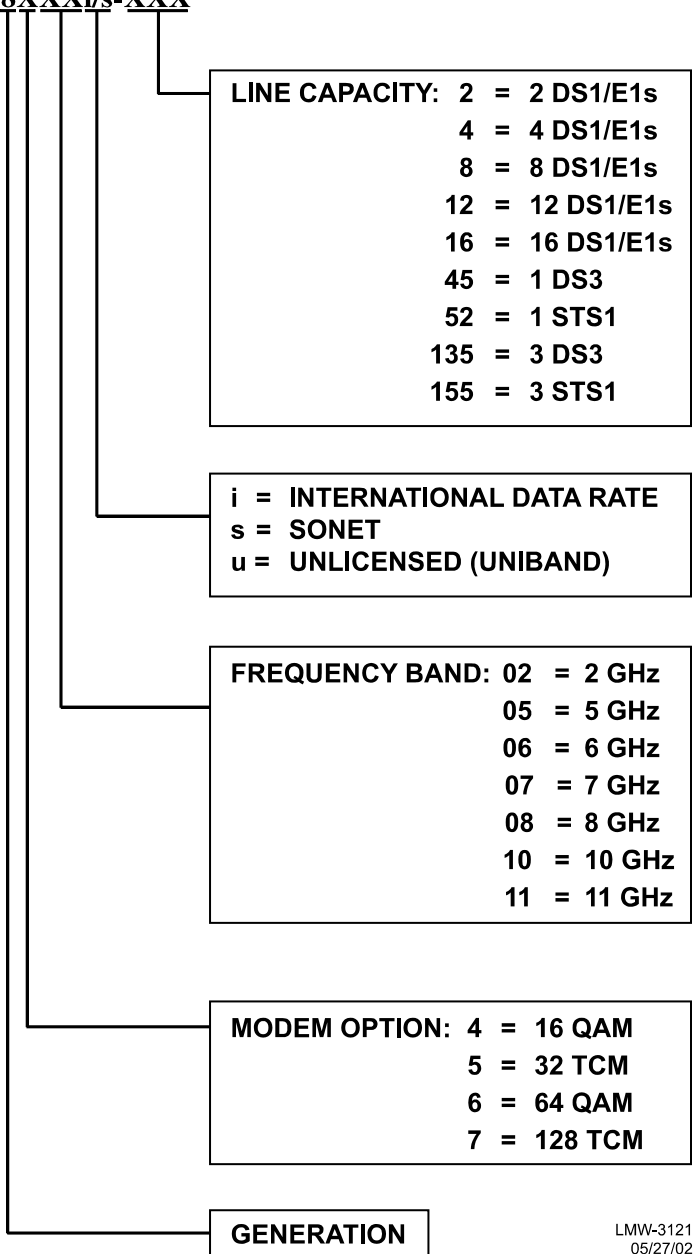 8XXXi/s-XXX
LINE CAPACITY: 2 = 2 DS1/E1s
4 = 4 DS1/E1s
8 = 8 DS1/E1s
12 = 12 DS1/E1s
16 = 16 DS1/E1s
45 = 1 DS3
52 = 1 STS1
135 = 3 DS3
155 = 3 STS1
i = INTERNATIONAL DATA RATE
s = SONET
u = UNLICENSED (UNIBAND)
FREQUENCY BAND: 02 = 2 GHz
05 = 5 GHz
06 = 6 GHz
07 = 7 GHz
08 = 8 GHz
10 = 10 GHz
11 = 11 GHz
MODEM OPTION: 4 = 16 QAM
5 = 32 TCM
6 = 64 QAM
7 = 128 TCM
GENERATION
LMW-3121
05/27/02